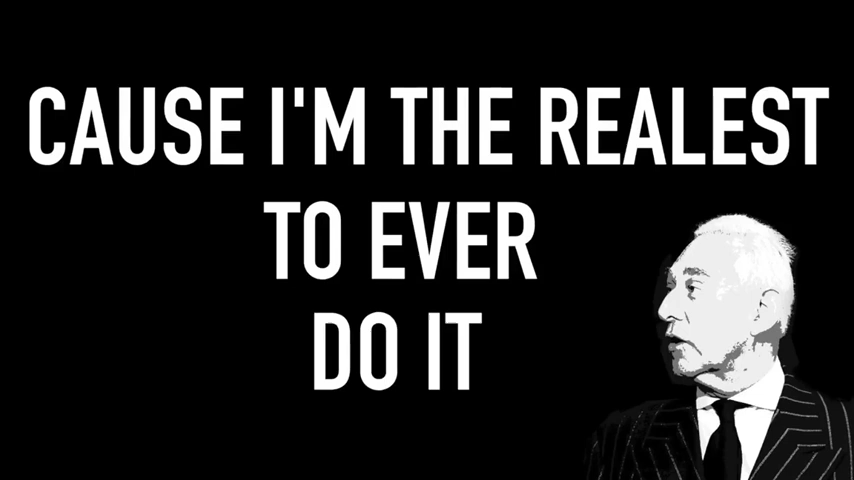 CAUSE I'M THE REALEST
TO EVER
DO IT